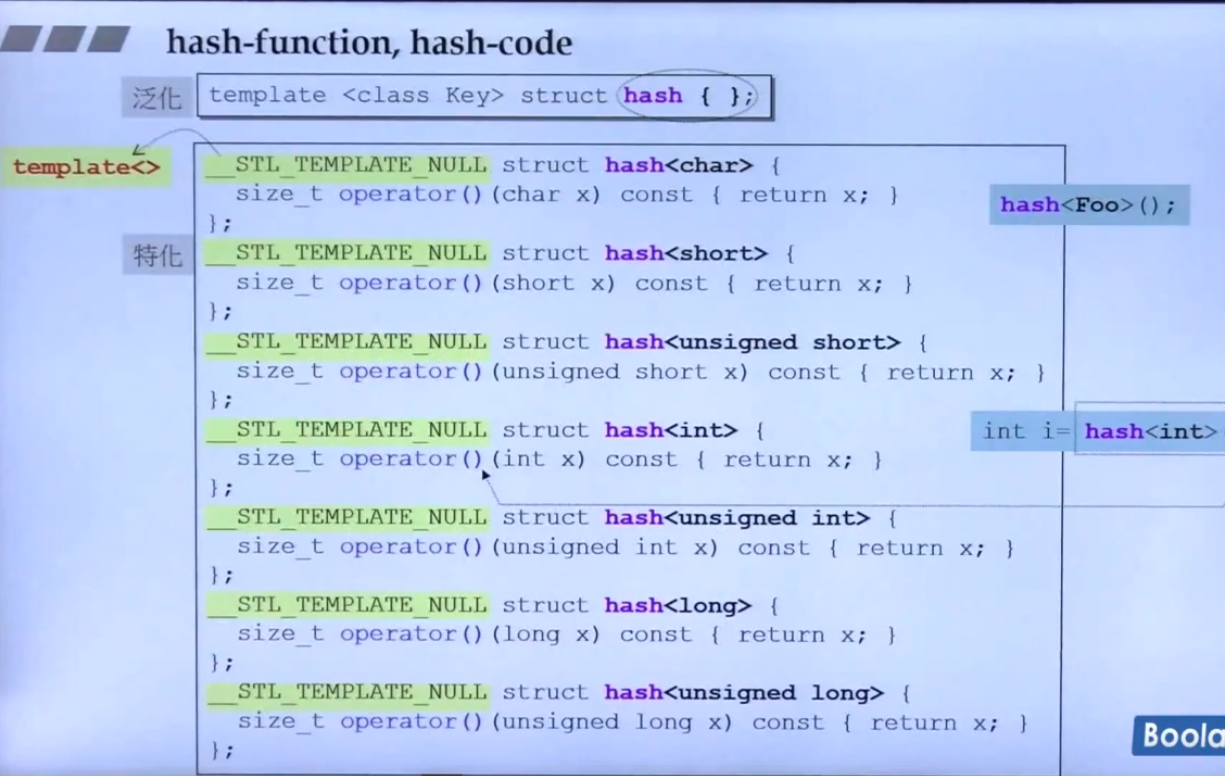 hash-function, hash-code
泛化
template <class Key> struct hash { };
template<>
__STL_TEMPLATE_NULL struct hash<char> {
size_t operator()(char x) const { return x; }
};
hash<Foo>();
特化
__STL_TEMPLATE_NULL struct hash<short> {
size_t operator()(short x) const { return x; }
};
__STL_TEMPLATE_NULL struct hash<unsigned short> {
size_t operator()(unsigned short x) const { return x; }
};
__STL_TEMPLATE_NULL struct hash<int> {
int i= hash<int>
size_t operator()(int x) const { return x; }
};
__STL_TEMPLATE_NULL struct hash<unsigned int> {
size_t operator()(unsigned int x) const { return x; }
};
__STL_TEMPLATE_NULL struct hash<long> {
size_t operator()(long x) const { return x; }
};
__STL_TEMPLATE_NULL struct hash<unsigned long> {
size_t operator()(unsigned long x) const { return x; }
};